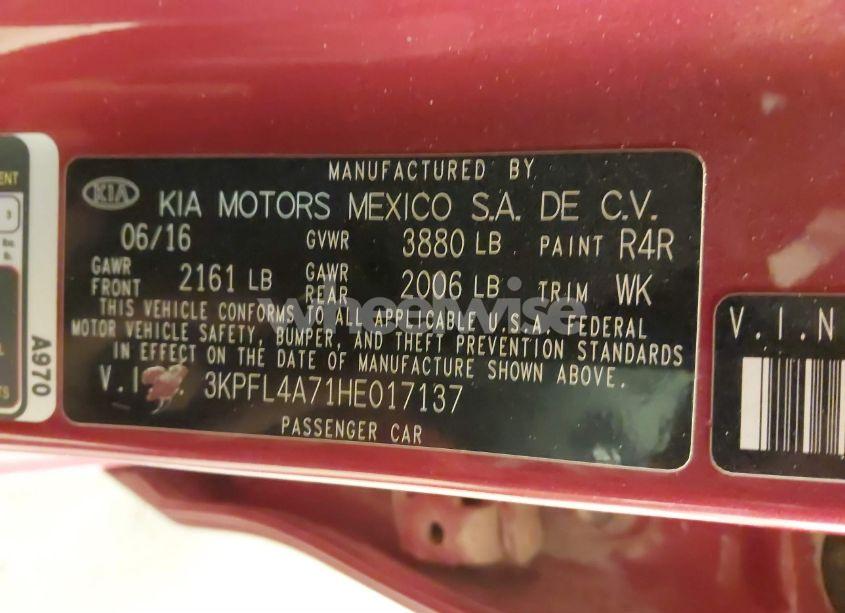 MANUFACTURED BY
KIA KIA MOTORS MEXICO S.A. DE C.V.
06/16 GVWR 3880 LB PAINT R4R
GAWR FRONT 2161 LB GAWR REAR 2006 LB TRIM WK
THIS VEHICLE CONFORMS TO ALL APPLICABLE U.S.A. FEDERAL
MOTOR VEHICLE SAFETY, BUMPER, AND THEFT PREVENTION STANDARDS
IN EFFECT ON THE DATE OF MANUFACTURE SHOWN ABOVE.
V.I 3KPFL4A71HE017137
PASSENGER CAR
A970
V.I.N
wheelwise